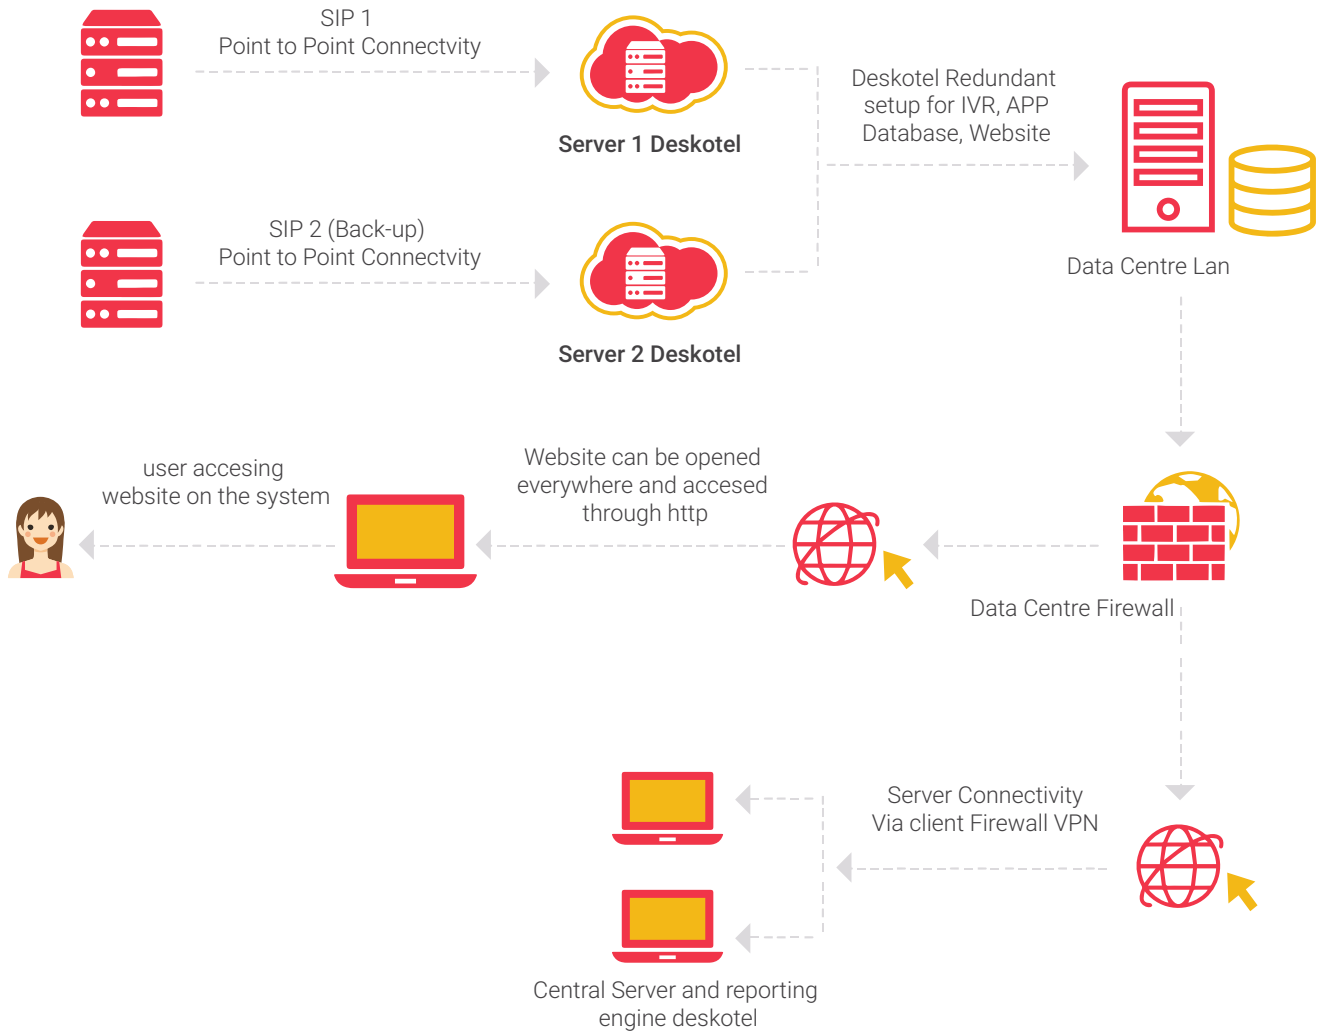 SIP 1
Point to Point Connectvity
Server 1 Deskotel
Deskotel Redundant
setup for IVR, APP
Database, Website
SIP 2 (Back-up)
Point to Point Connectvity
Server 2 Deskotel
Data Centre Lan
user accesing
website on the system
Website can be opened
everywhere and accesed
through http
Data Centre Firewall
Server Connectivity
Via client Firewall VPN
Central Server and reporting
engine deskotel